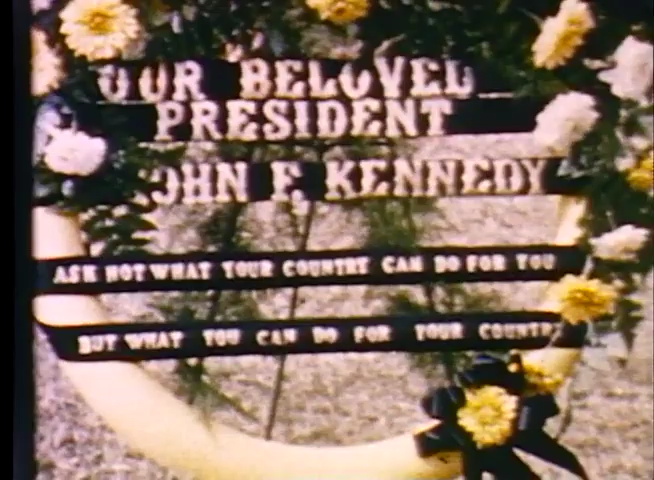 OUR BELOVED
PRESIDENT
JOHN F. KENNEDY
ASK NOT WHAT YOUR COUNTRY CAN DO FOR YOU
BUT WHAT YOU CAN DO FOR YOUR COUNTRY